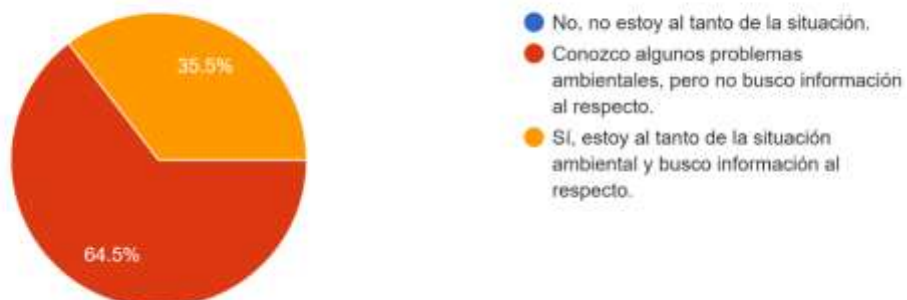 35.5%
64.5%
No, no estoy al tanto de la situación.
Conozco algunos problemas
ambientales, pero no busco información
al respecto.
Sí, estoy al tanto de la situación
ambiental y busco información al
respecto.